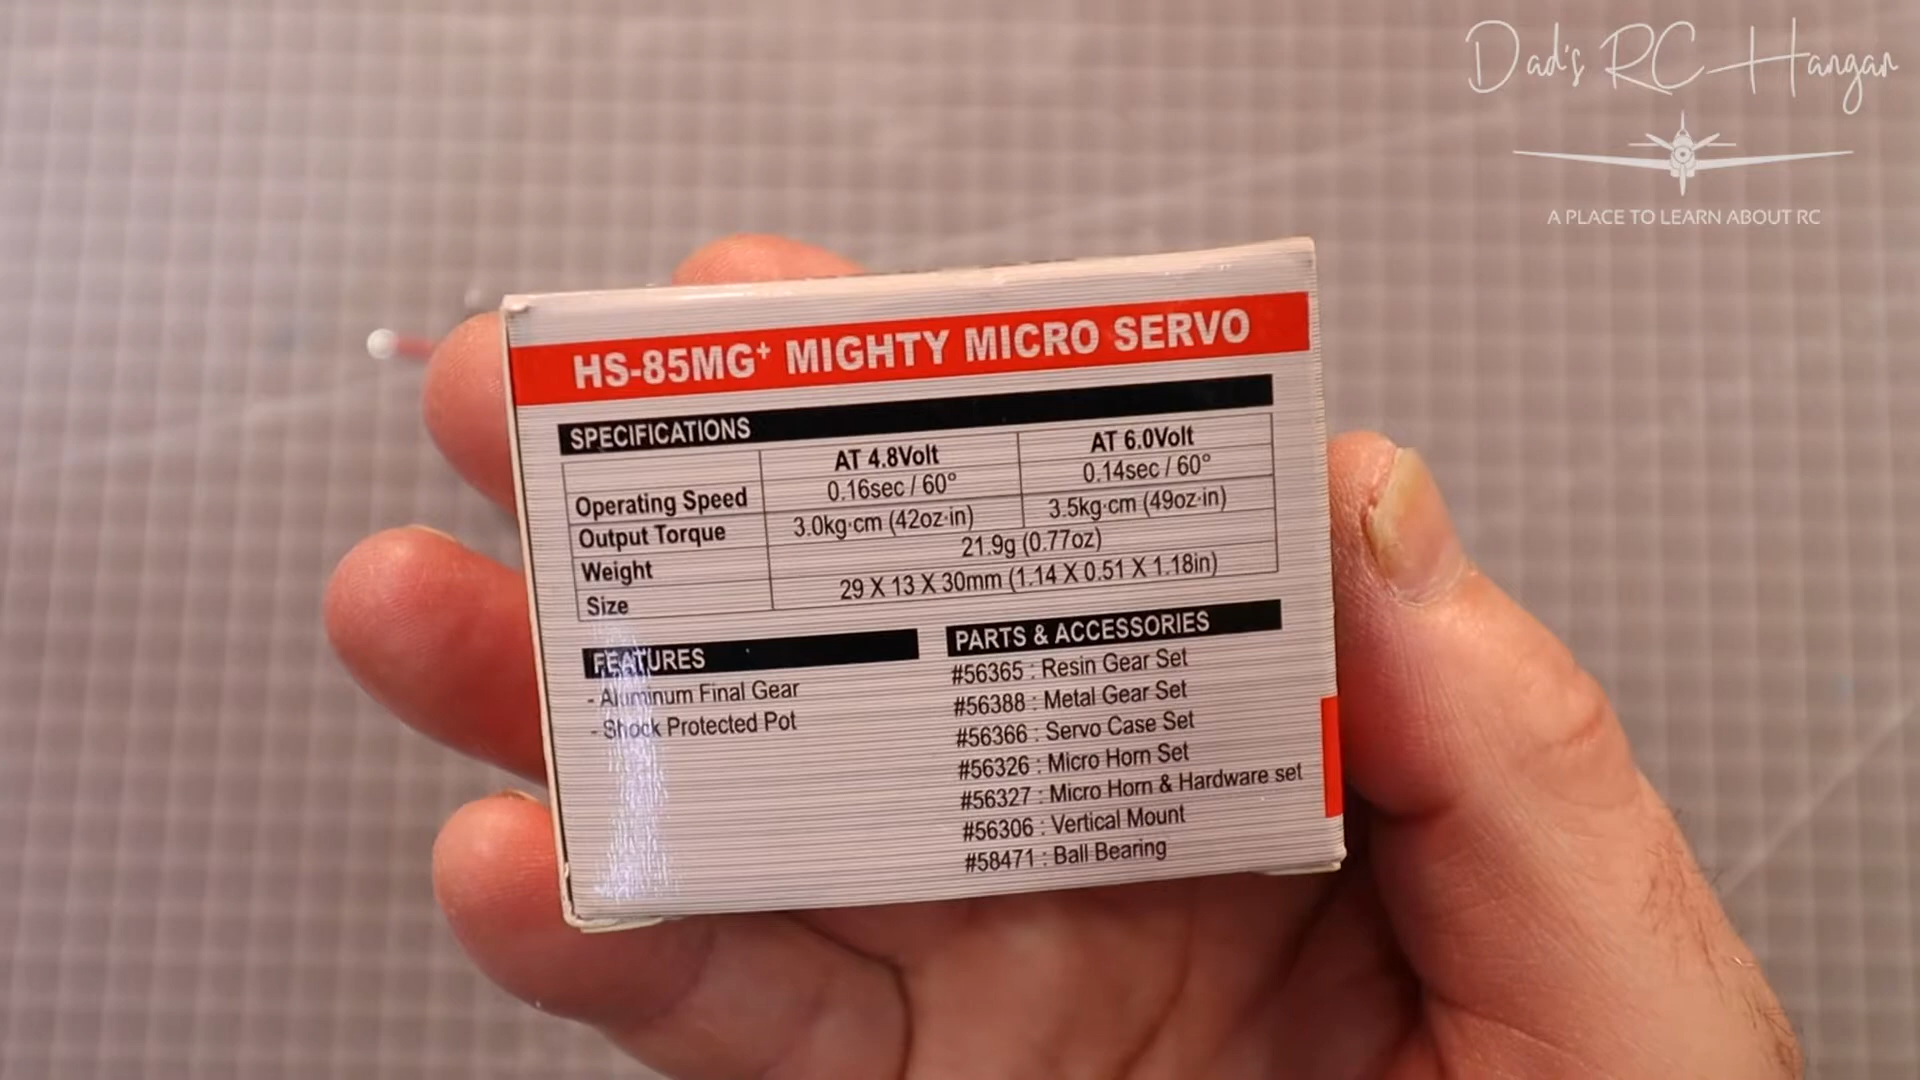 Dad's RC Hangar
A PLACE TO LEARN ABOUT RC
HS-85MG+ MIGHTY MICRO SERVO
SPECIFICATIONS
AT 4.8Volt AT 6.0Volt
Operating Speed 0.16sec / 60° 0.14sec / 60°
Output Torque 3.0kg·cm (42oz·in) 3.5kg·cm (49oz·in)
Weight 21.9g (0.77oz)
Size 29 X 13 X 30mm (1.14 X 0.51 X 1.18in)
FEATURES
- Aluminum Final Gear
- Shock Protected Pot
PARTS & ACCESSORIES
#56365 : Resin Gear Set
#56388 : Metal Gear Set
#56366 : Servo Case Set
#56326 : Micro Horn Set
#56327 : Micro Horn & Hardware set
#56306 : Vertical Mount
#58471 : Ball Bearing